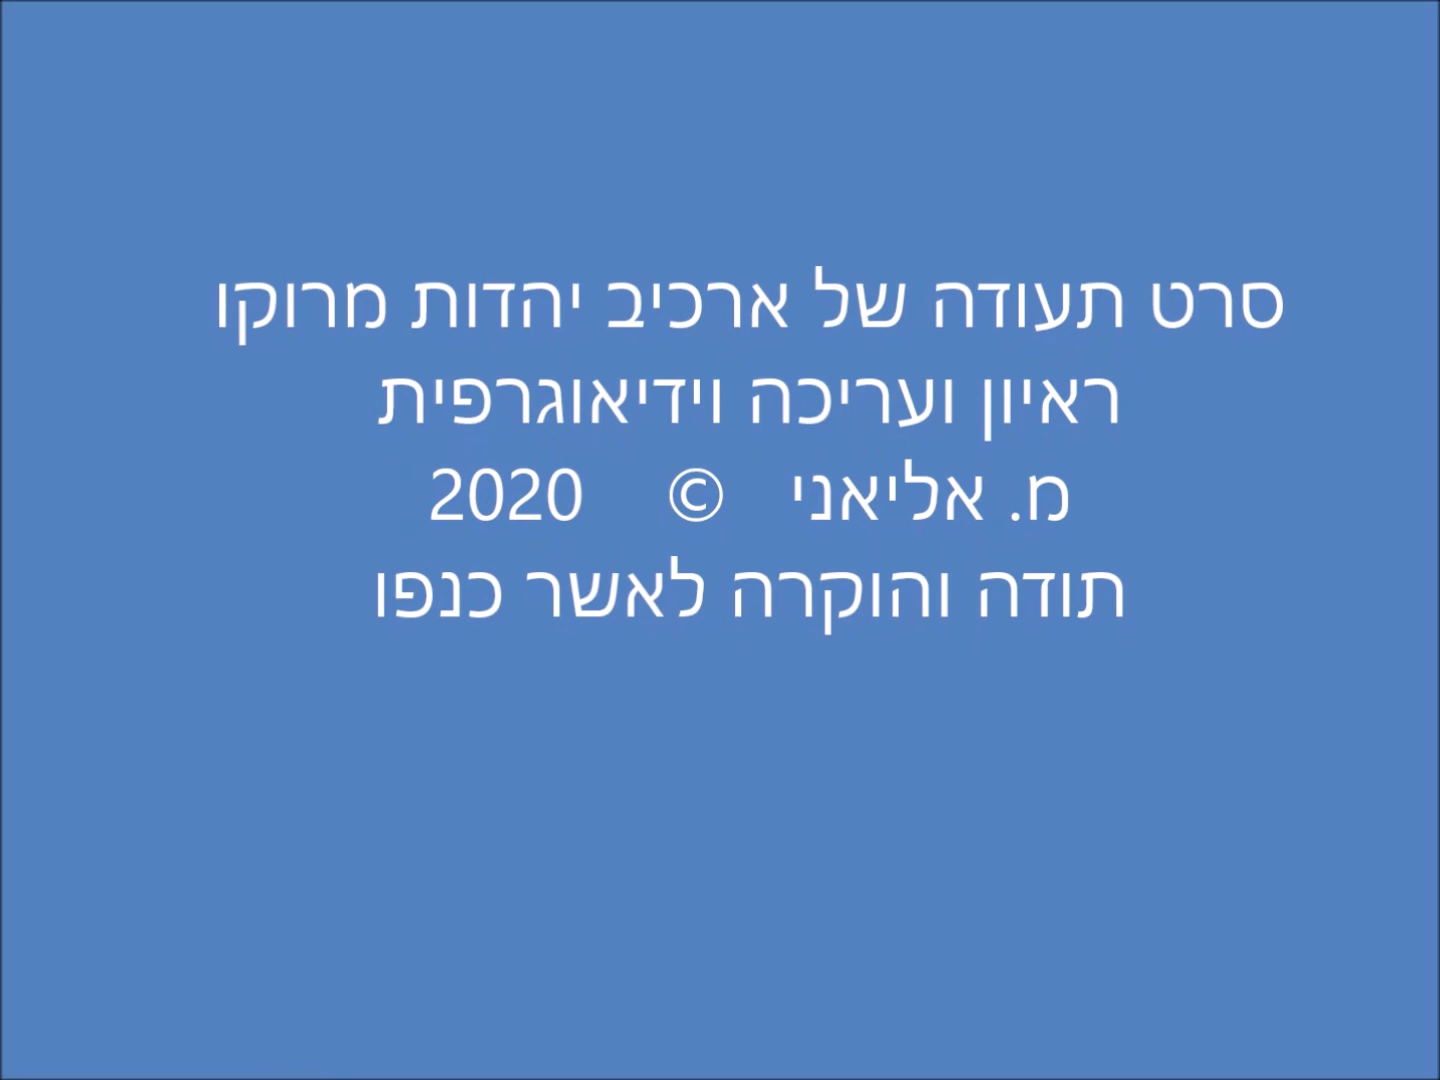 סרט תעודה של ארכיב יהדות מרוקו
ראיון ועריכה וידיאוגרפית
מ. אליאני © 2020
תודה והוקרה לאשר כנפו